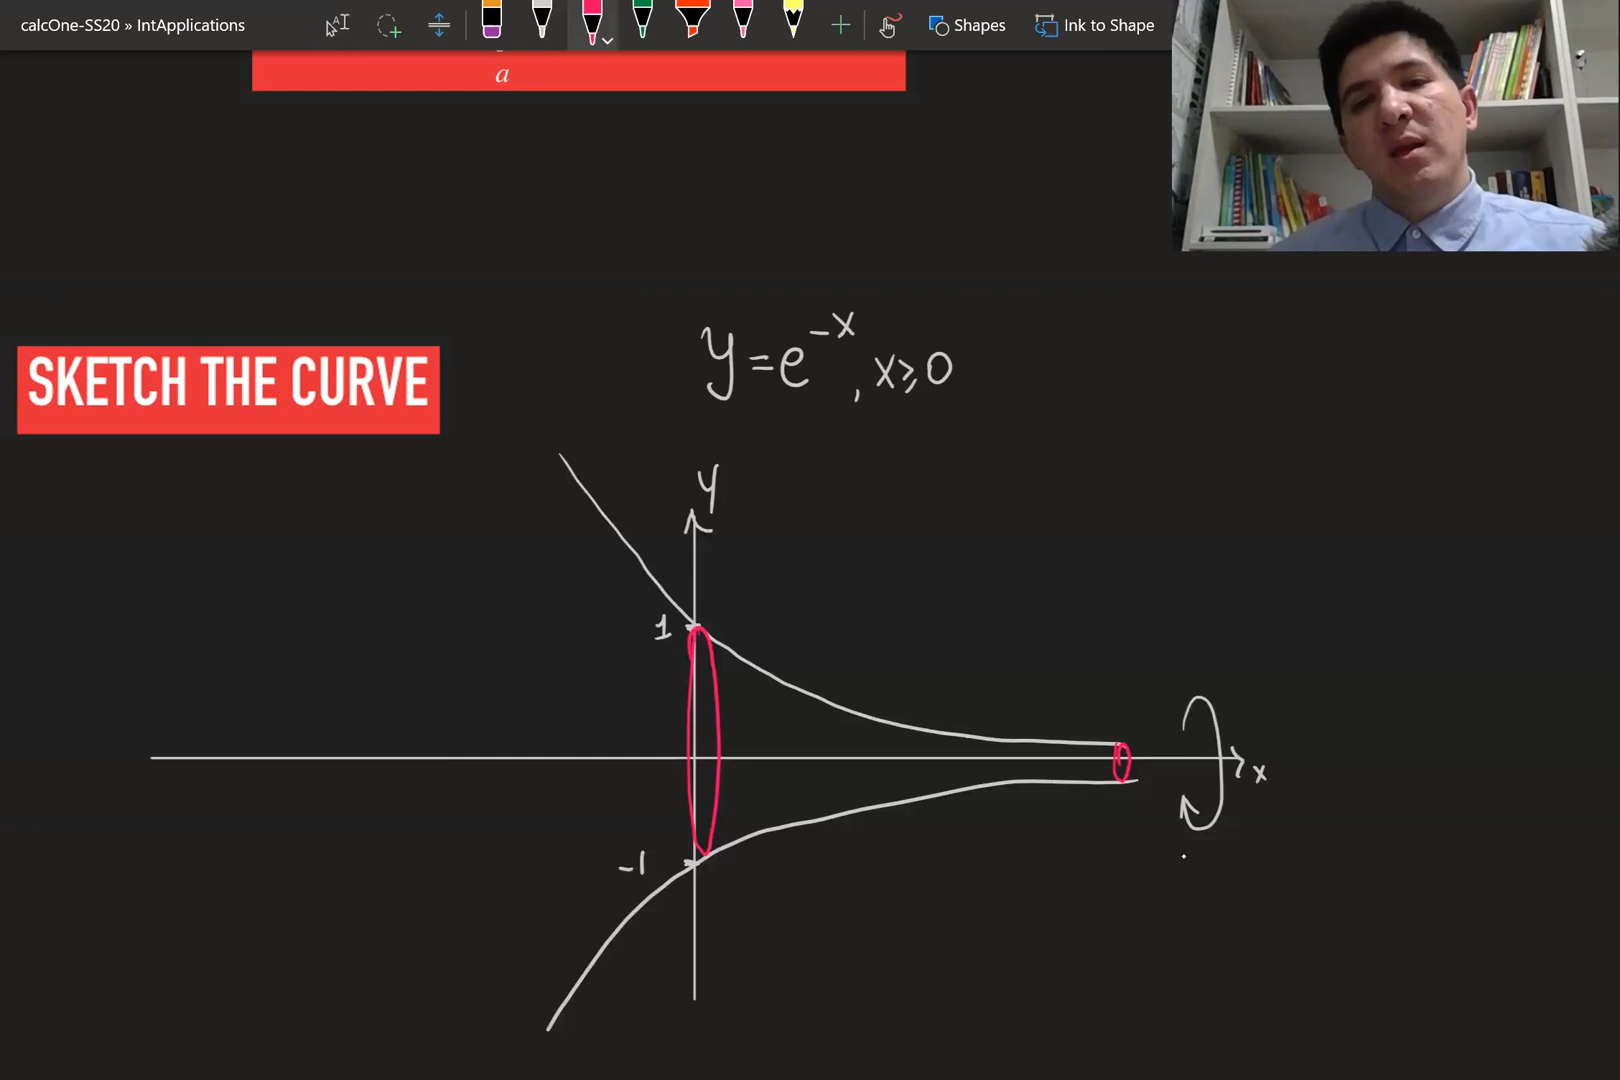 calcOne-SS20 » IntApplications
Shapes
Ink to Shape
a
y = e^{-x}, x ≥ 0
SKETCH THE CURVE
y
1
x
-1